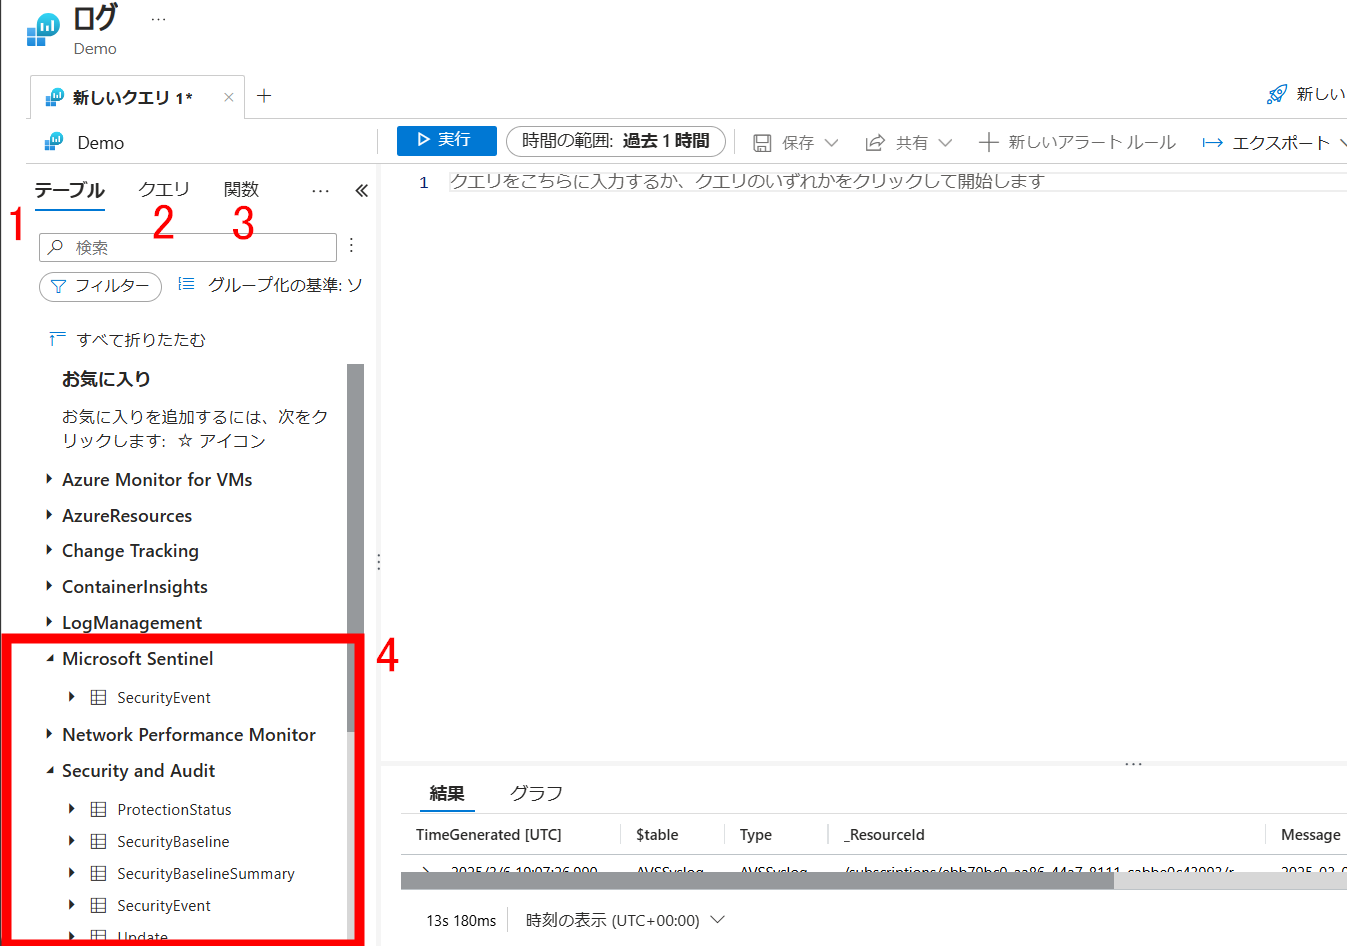 ログ ...
Demo
新しいクエリ 1* × +
新しい
Demo
実行 時間の範囲: 過去 1 時間 保存 共有 新しいアラート ルール エクスポート
テーブル クエリ 関数 ... «
1 2 3
1 クエリをこちらに入力するか、クエリのいずれかをクリックして開始します
検索
フィルター グループ化の基準: ソ
すべて折りたたむ
お気に入り
お気に入りを追加するには、次をク
リックします: ☆ アイコン
Azure Monitor for VMs
AzureResources
Change Tracking
ContainerInsights
LogManagement
4
Microsoft Sentinel
SecurityEvent
Network Performance Monitor
Security and Audit
ProtectionStatus
SecurityBaseline
SecurityBaselineSummary
SecurityEvent
Update
結果 グラフ
TimeGenerated [UTC] $table Type _ResourceId Message
AVSSyslog AVSSyslog
13s 180ms 時刻の表示 (UTC+00:00)